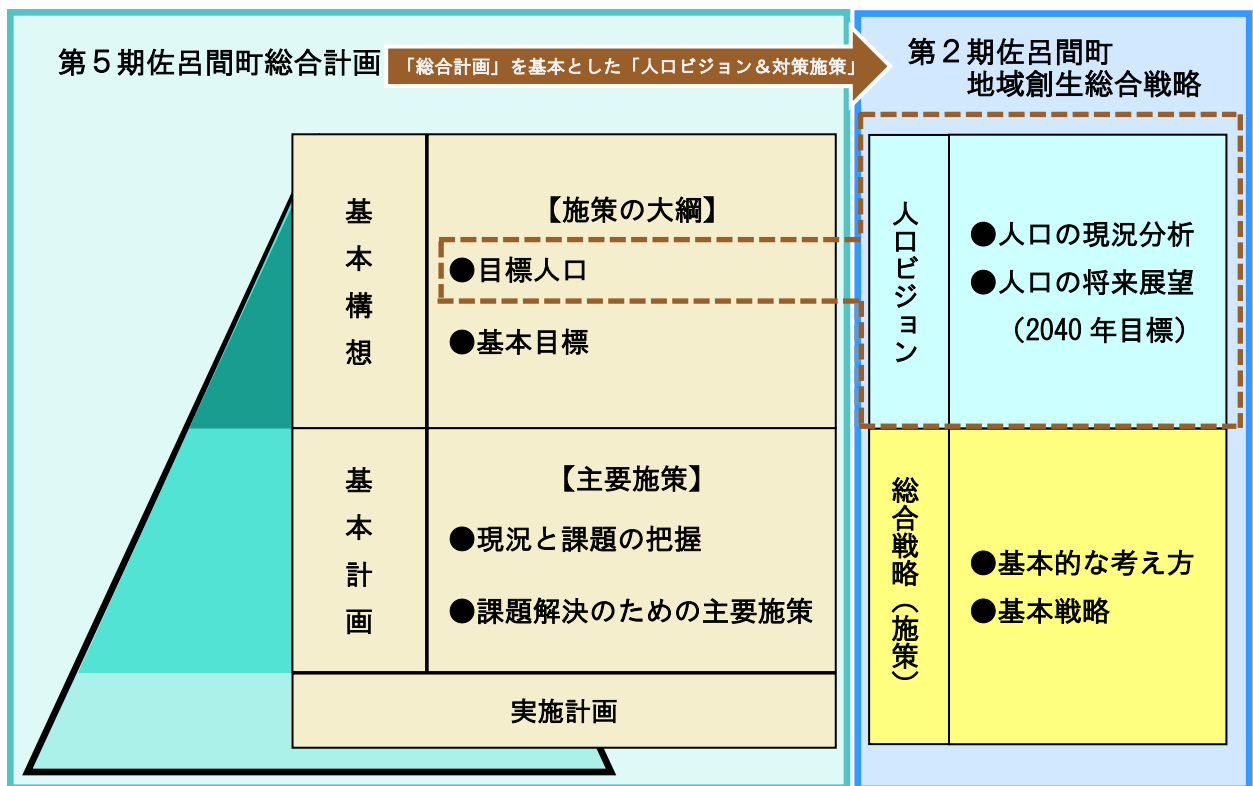 第５期佐呂間町総合計画
「総合計画」を基本とした「人口ビジョン＆対策施策」
第２期佐呂間町
地域創生総合戦略
基本構想
【施策の大綱】
●目標人口
●基本目標
基本計画
【主要施策】
●現況と課題の把握
●課題解決のための主要施策
実施計画
人口ビジョン
●人口の現況分析
●人口の将来展望
（2040 年目標）
総合戦略（施策）
●基本的な考え方
●基本戦略